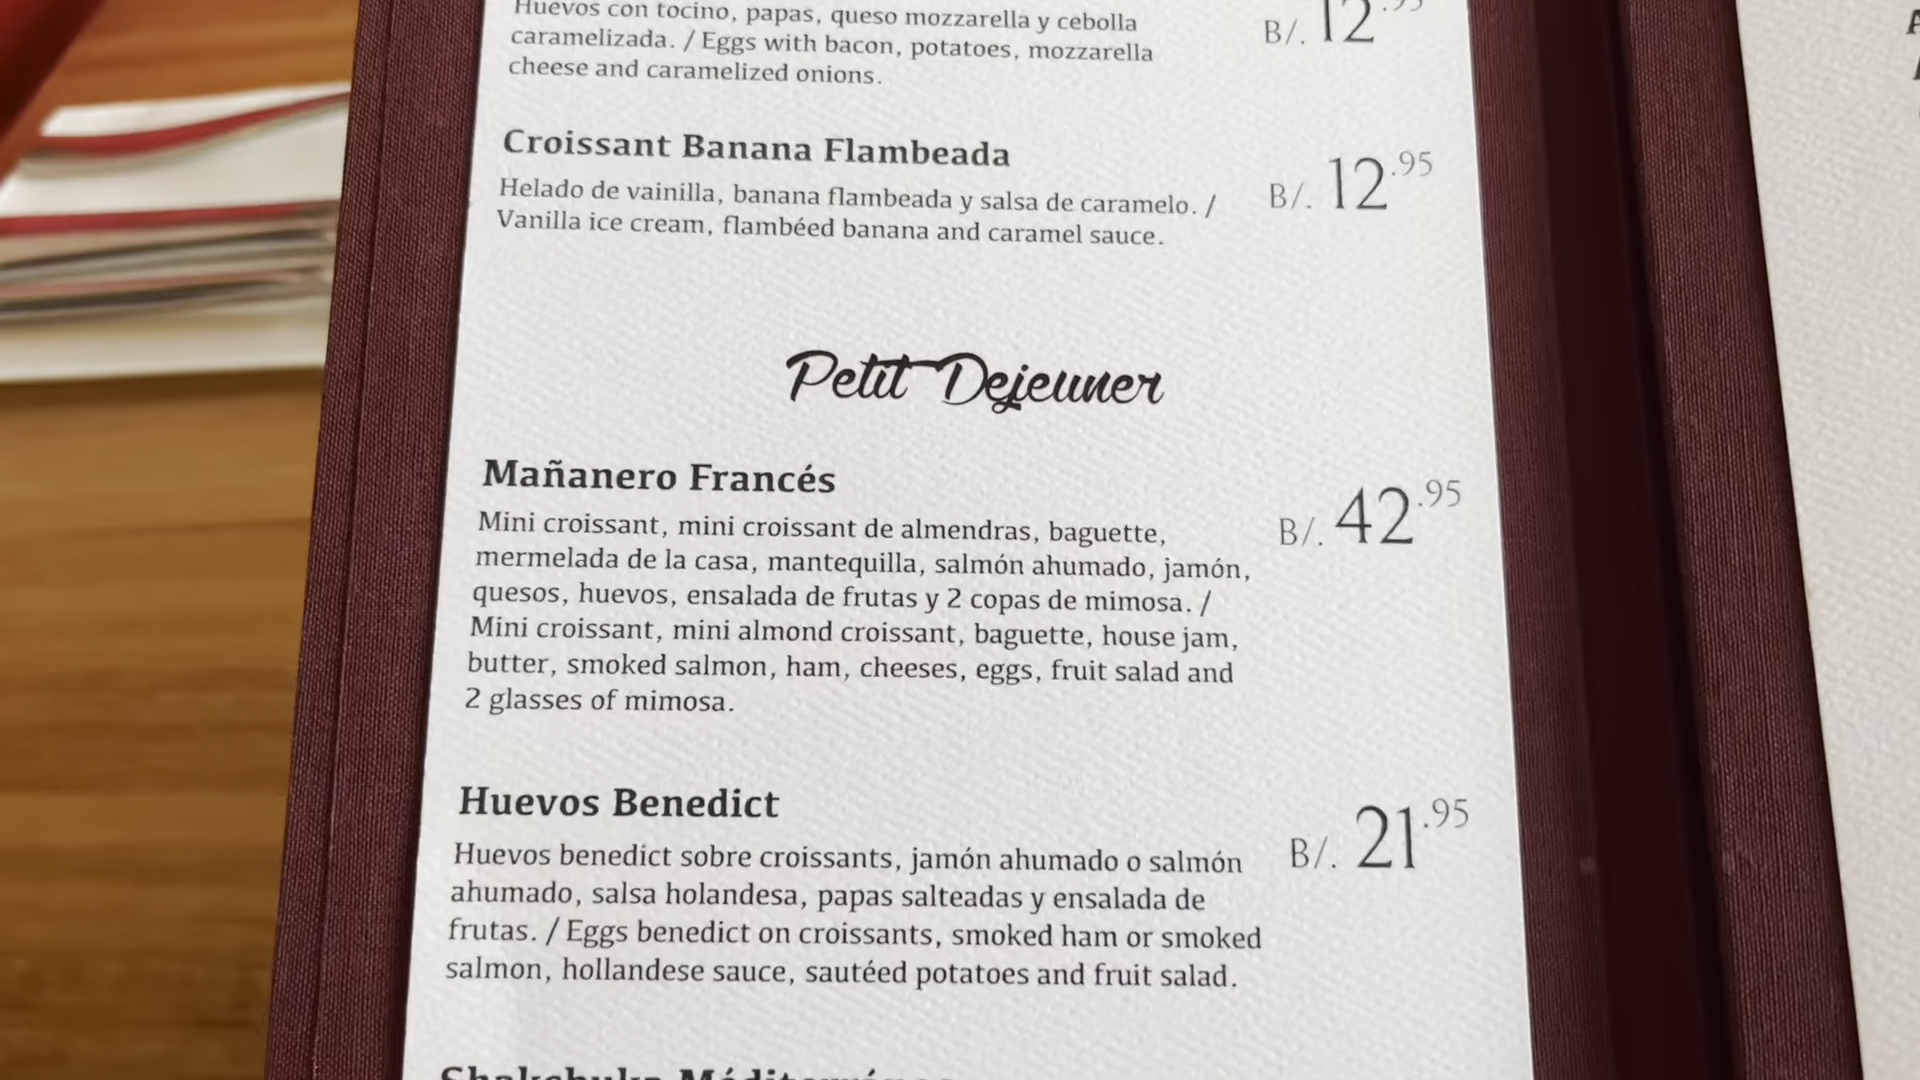 Huevos con tocino, papas, queso mozzarella y cebolla
caramelizada. / Eggs with bacon, potatoes, mozzarella
cheese and caramelized onions.
B/. 12.95
Croissant Banana Flambeada
Helado de vainilla, banana flambeada y salsa de caramelo. /
Vanilla ice cream, flambéed banana and caramel sauce.
B/. 12.95
Petit Dejeuner
Mañanero Francés
Mini croissant, mini croissant de almendras, baguette,
mermelada de la casa, mantequilla, salmón ahumado, jamón,
quesos, huevos, ensalada de frutas y 2 copas de mimosa. /
Mini croissant, mini almond croissant, baguette, house jam,
butter, smoked salmon, ham, cheeses, eggs, fruit salad and
2 glasses of mimosa.
B/. 42.95
Huevos Benedict
Huevos benedict sobre croissants, jamón ahumado o salmón
ahumado, salsa holandesa, papas salteadas y ensalada de
frutas. / Eggs benedict on croissants, smoked ham or smoked
salmon, hollandese sauce, sautéed potatoes and fruit salad.
B/. 21.95